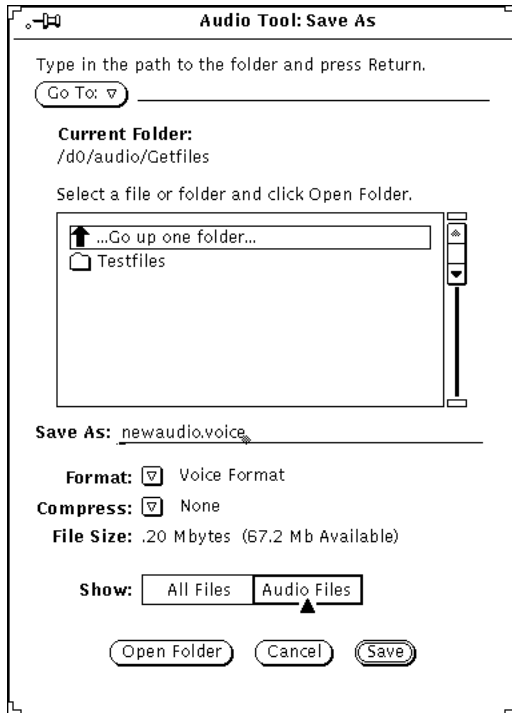 Audio Tool: Save As
Type in the path to the folder and press Return.
Go To:
Current Folder:
/d0/audio/Getfiles
Select a file or folder and click Open Folder.
...Go up one folder...
Testfiles
Save As: newaudio.voice
Format: Voice Format
Compress: None
File Size: .20 Mbytes (67.2 Mb Available)
Show: All Files Audio Files
Open Folder Cancel Save